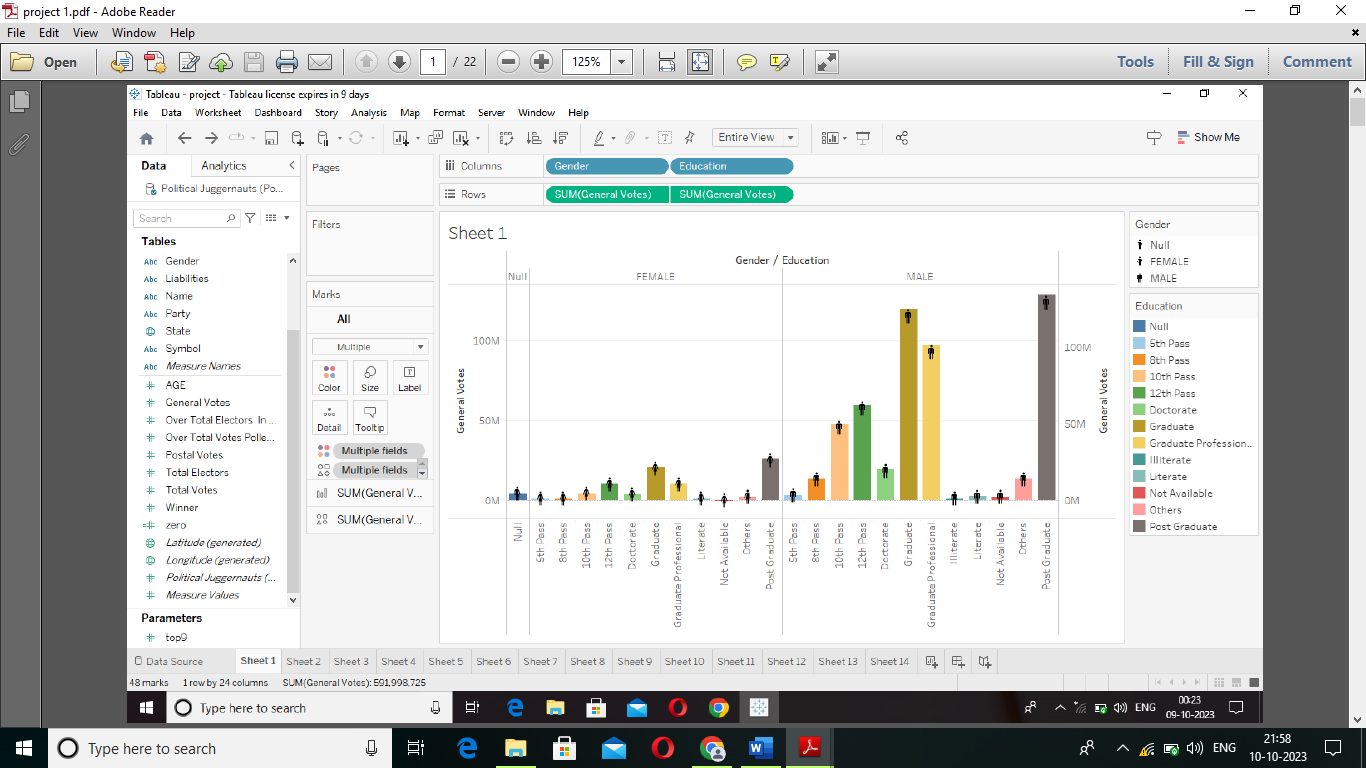 project 1.pdf - Adobe Reader
File Edit View Window Help
Open 1 / 22 125% Tools Fill & Sign Comment
Tableau - project - Tableau license expires in 9 days
File Data Worksheet Dashboard Story Analysis Map Format Server Window Help
Entire View Show Me
Data Analytics
Political Juggernauts (Po...
Search
Tables
Abc Gender
Abc Liabilities
Abc Name
Abc Party
State
Abc Symbol
Abc Measure Names
AGE
General Votes
Over Total Electors In ...
Over Total Votes Polle...
Postal Votes
Total Electors
Total Votes
Winner
zero
Latitude (generated)
Longitude (generated)
Political Juggernauts (...
Measure Values
Parameters
top9
Pages
Filters
Marks
All
Multiple
Color Size Label
Detail Tooltip
Multiple fields
Multiple fields
SUM(General V...
SUM(General V...
Columns Gender Education
Rows SUM(General Votes) SUM(General Votes)
Sheet 1
Gender / Education
Null FEMALE MALE
General Votes
100M
50M
0M
General Votes
100M
50M
0M
Null
5th Pass
8th Pass
10th Pass
12th Pass
Doctorate
Graduate
Graduate Professional
Literate
Not Available
Others
Post Graduate
5th Pass
8th Pass
10th Pass
12th Pass
Doctorate
Graduate
Graduate Professional
Illiterate
Literate
Not Available
Others
Post Graduate
Gender
Null
FEMALE
MALE
Education
Null
5th Pass
8th Pass
10th Pass
12th Pass
Doctorate
Graduate
Graduate Profession...
Illiterate
Literate
Not Available
Others
Post Graduate
Data Source Sheet 1 Sheet 2 Sheet 3 Sheet 4 Sheet 5 Sheet 6 Sheet 7 Sheet 8 Sheet 9 Sheet 10 Sheet 11 Sheet 12 Sheet 13 Sheet 14
48 marks 1 row by 24 columns SUM(General Votes): 591,998,725
Type here to search ENG 00:23
09-10-2023
Type here to search ENG 21:58
10-10-2023